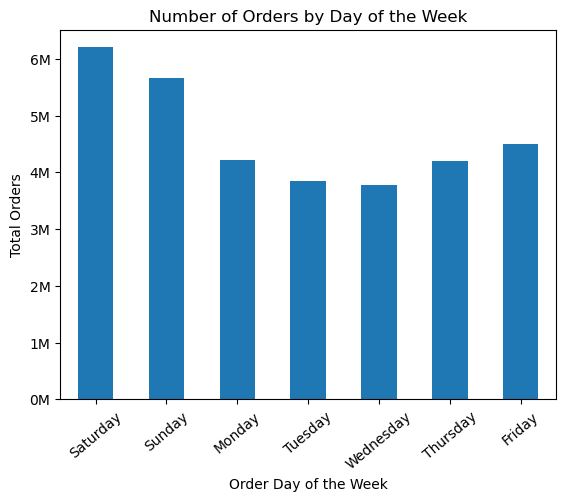 Number of Orders by Day of the Week
Total Orders
6M
5M
4M
3M
2M
1M
0M
Saturday
Sunday
Monday
Tuesday
Wednesday
Thursday
Friday
Order Day of the Week